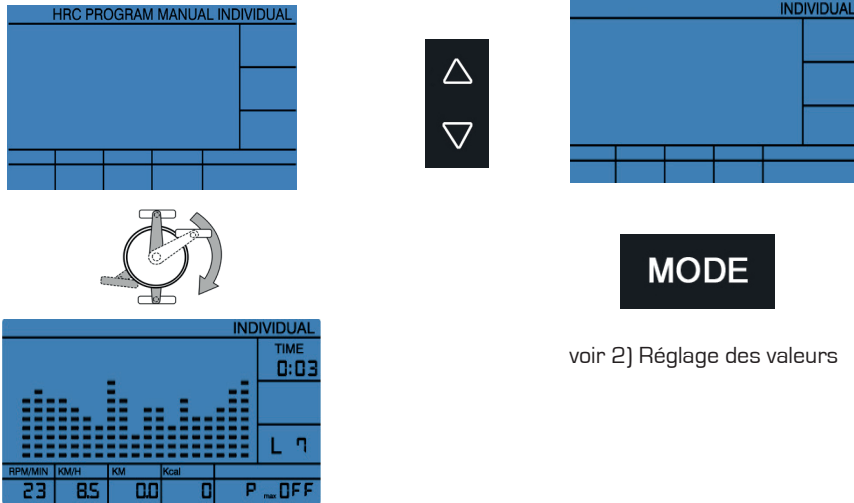 HRC PROGRAM MANUAL INDIVIDUAL
INDIVIDUAL
MODE
voir 2) Réglage des valeurs
INDIVIDUAL
TIME
0:03
L 7
RPM/MIN KM/H KM Kcal
23 8.5 0.0 0 P max OFF